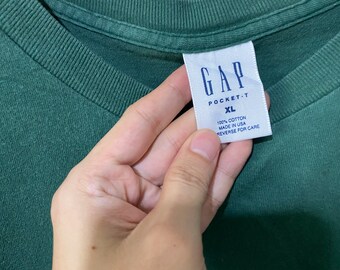 GAP
POCKET-T
XL
100% COTTON
MADE IN USA
REVERSE FOR CARE